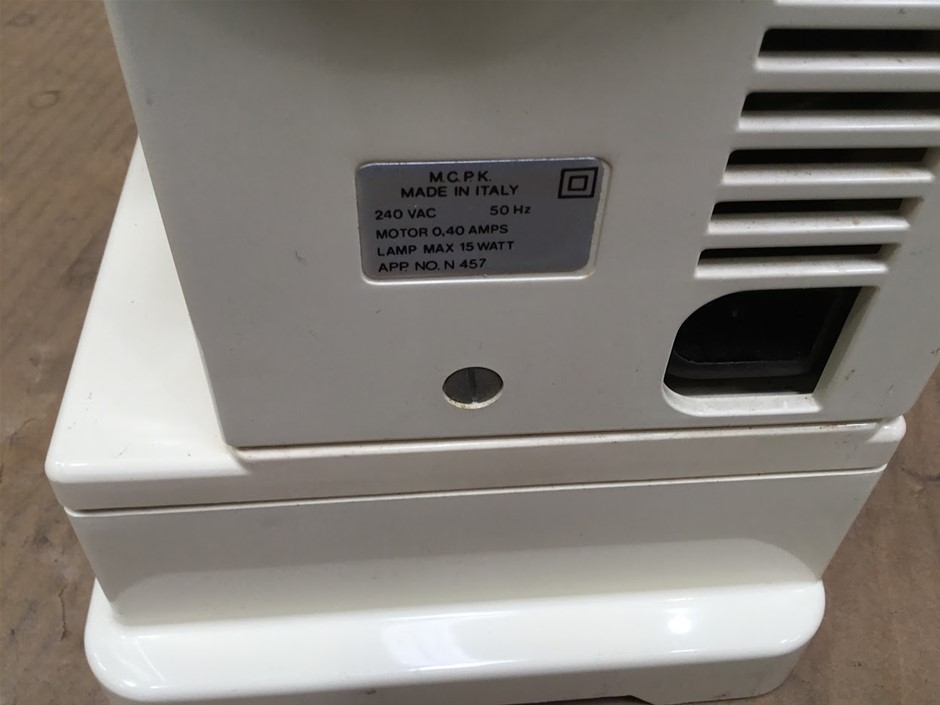 M.C.P.K.
MADE IN ITALY
240 VAC 50 Hz
MOTOR 0,40 AMPS
LAMP MAX 15 WATT
APP. NO. N 457